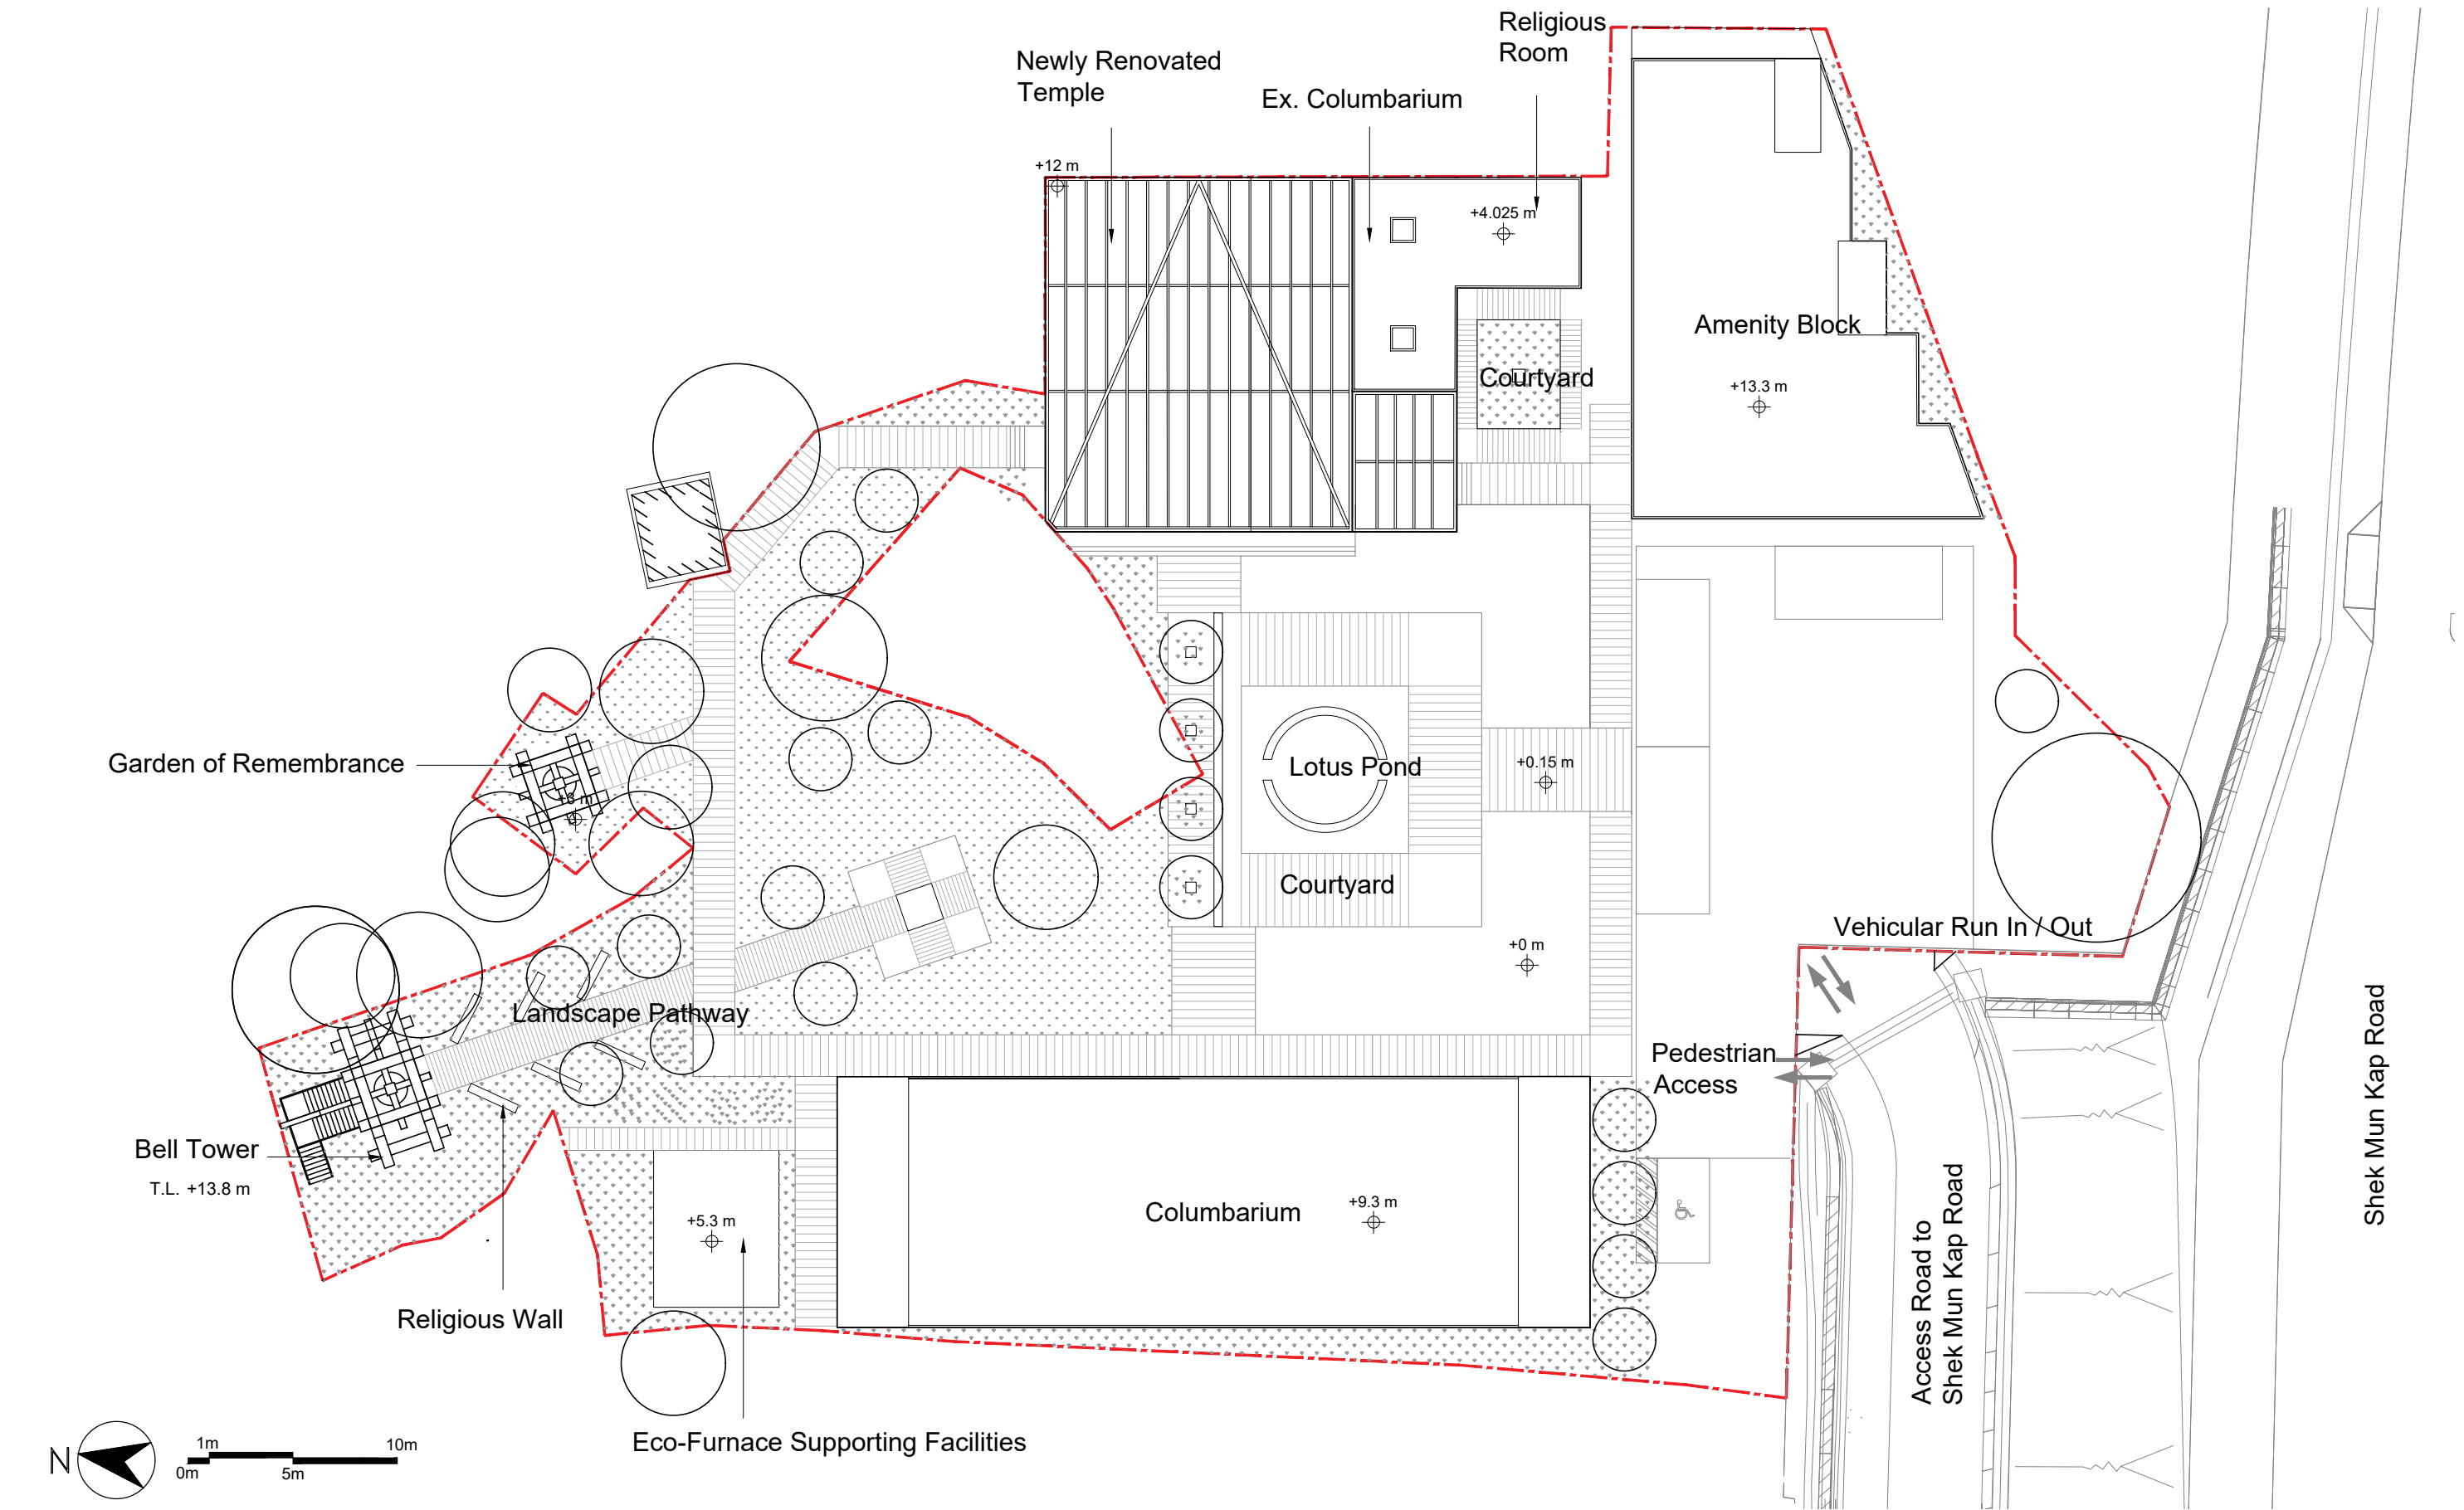 Religious
Room
Newly Renovated
Temple
Ex. Columbarium
+12 m
+4.025 m
Amenity Block
Courtyard
+13.3 m
Garden of Remembrance
Lotus Pond
+0.15 m
+3 m
Courtyard
Vehicular Run In / Out
+0 m
Landscape Pathway
Pedestrian
Access
Shek Mun Kap Road
Bell Tower
T.L. +13.8 m
Columbarium
+9.3 m
+5.3 m
Access Road to
Shek Mun Kap Road
Religious Wall
Eco-Furnace Supporting Facilities
N
1m
10m
0m
5m